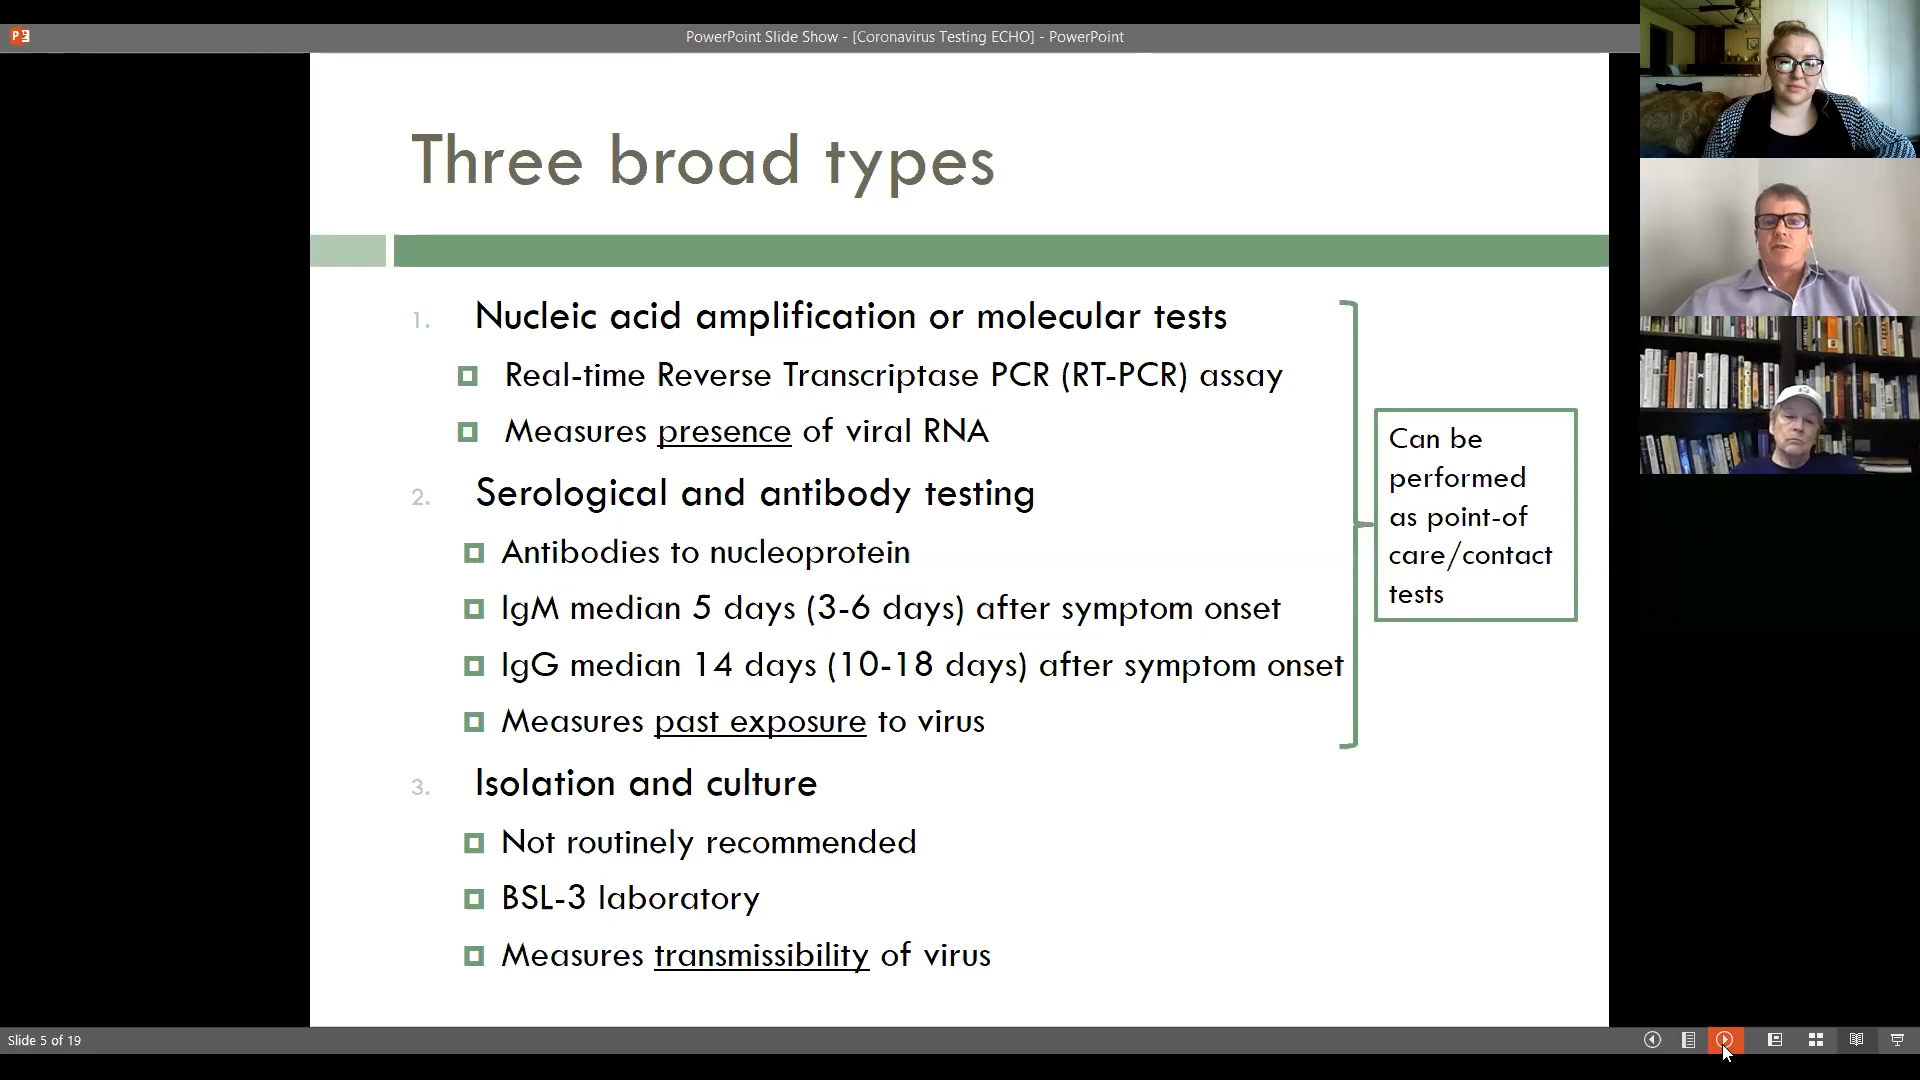 PowerPoint Slide Show - [Coronavirus Testing ECHO] - PowerPoint
Three broad types
1. Nucleic acid amplification or molecular tests
Real-time Reverse Transcriptase PCR (RT-PCR) assay
Measures presence of viral RNA
2. Serological and antibody testing
Antibodies to nucleoprotein
IgM median 5 days (3-6 days) after symptom onset
IgG median 14 days (10-18 days) after symptom onset
Measures past exposure to virus
3. Isolation and culture
Not routinely recommended
BSL-3 laboratory
Measures transmissibility of virus
Can be
performed
as point-of
care/contact
tests
Slide 5 of 19